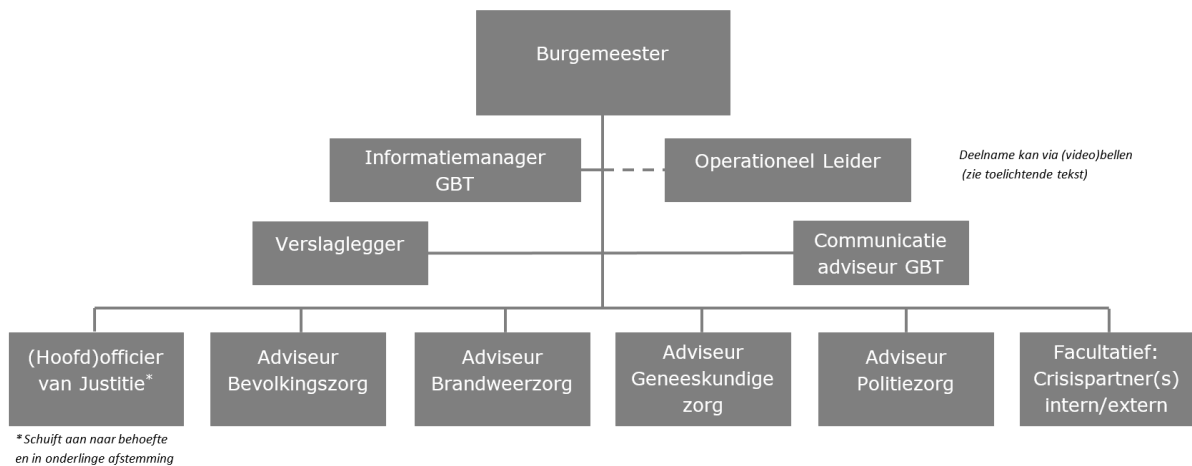 Burgemeester
Informatiemanager
GBT
Operationeel Leider
Deelname kan via (video)bellen
(zie toelichtende tekst)
Verslaglegger
Communicatie
adviseur GBT
(Hoofd)officier
van Justitie*
Adviseur
Bevolkingszorg
Adviseur
Brandweerzorg
Adviseur
Geneeskundige
zorg
Adviseur
Politiezorg
Facultatief:
Crisispartner(s)
intern/extern
* Schuift aan naar behoefte
en in onderlinge afstemming